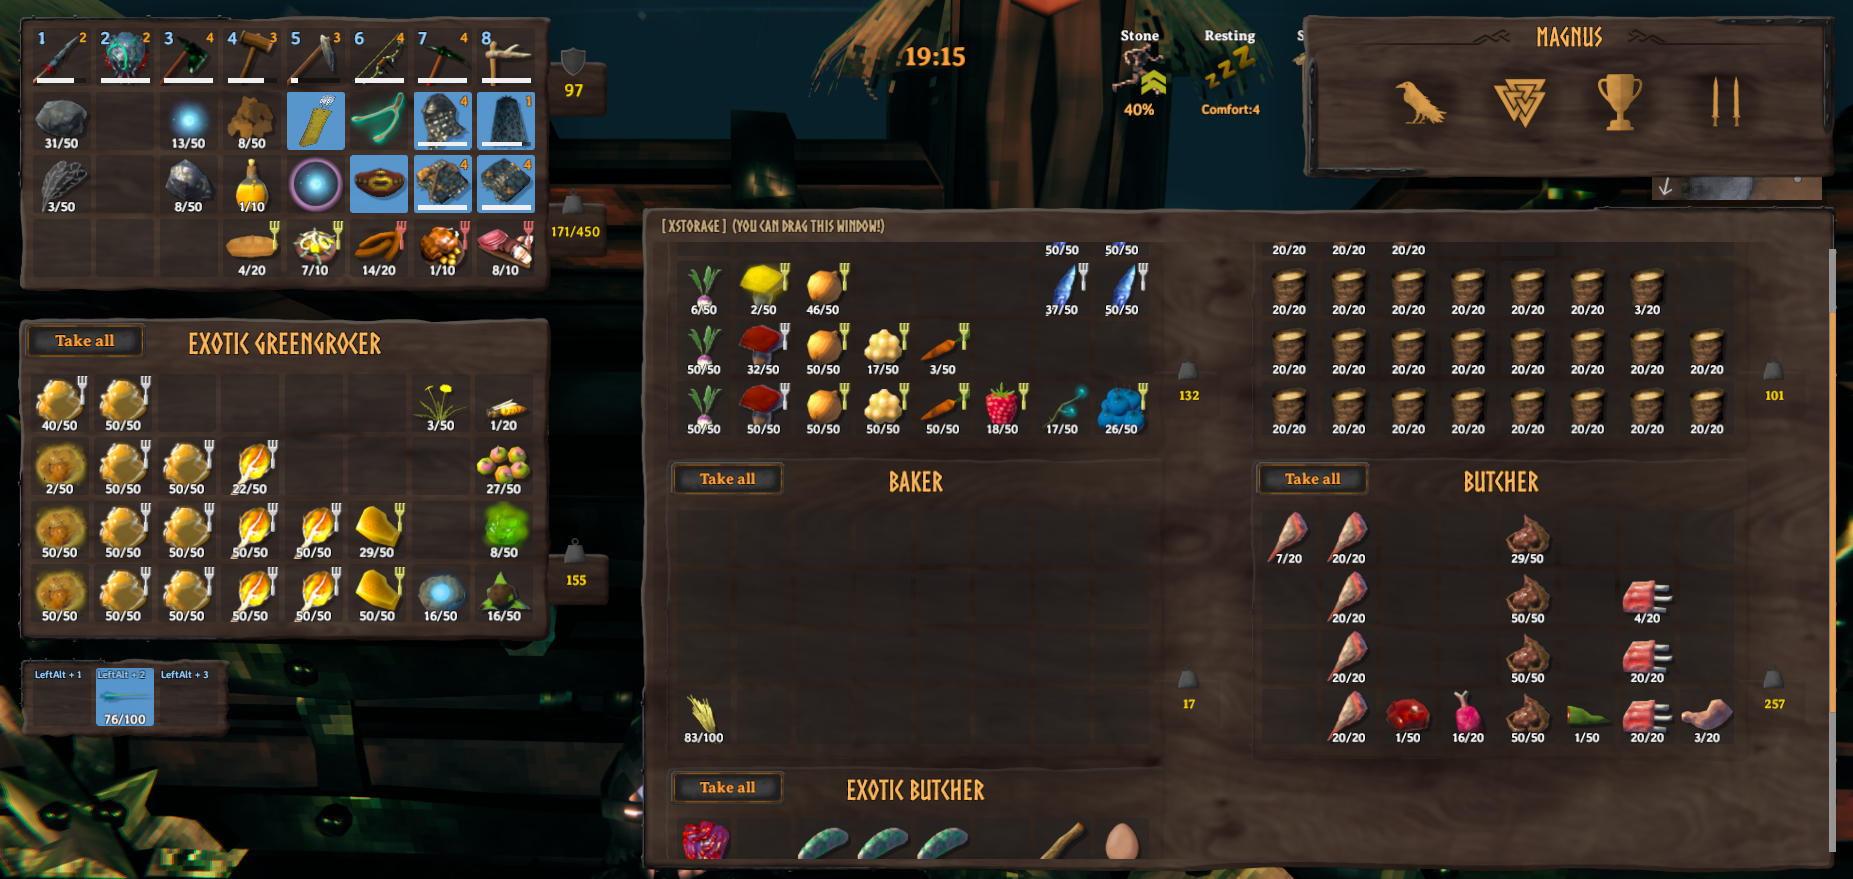 1 2 2 2 3 4 4 3 5 3 6 4 7 4 8
97
31/50 13/50 8/50 4 1
3/50 8/50 1/10 4 4
171/450
4/20 7/10 14/20 1/10 8/10
19:15
Stone
40%
Resting
Comfort:4
S
MAGNUS
Take all
EXOTIC GREENGROCER
40/50 50/50 3/50 1/20
2/50 50/50 50/50 22/50 27/50
50/50 50/50 50/50 50/50 50/50 29/50 8/50
155
50/50 50/50 50/50 50/50 50/50 50/50 16/50 16/50
LeftAlt + 1 LeftAlt + 2 LeftAlt + 3
76/100
[XSTORAGE] (YOU CAN DRAG THIS WINDOW!)
50/50 50/50
6/50 2/50 46/50 37/50 50/50
50/50 32/50 50/50 17/50 3/50
132
50/50 50/50 50/50 50/50 50/50 18/50 17/50 26/50
20/20 20/20 20/20
20/20 20/20 20/20 20/20 20/20 20/20 3/20
20/20 20/20 20/20 20/20 20/20 20/20 20/20 20/20
101
20/20 20/20 20/20 20/20 20/20 20/20 20/20 20/20
Take all
BAKER
17
83/100
Take all
BUTCHER
7/20 20/20 29/50
20/20 50/50 4/20
20/20 50/50 20/20
257
20/20 1/50 16/20 50/50 1/50 20/20 3/20
Take all
EXOTIC BUTCHER